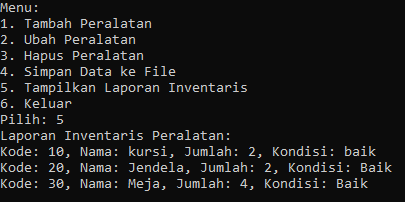 Menu:
1. Tambah Peralatan
2. Ubah Peralatan
3. Hapus Peralatan
4. Simpan Data ke File
5. Tampilkan Laporan Inventaris
6. Keluar
Pilih: 5
Laporan Inventaris Peralatan:
Kode: 10, Nama: kursi, Jumlah: 2, Kondisi: baik
Kode: 20, Nama: Jendela, Jumlah: 2, Kondisi: Baik
Kode: 30, Nama: Meja, Jumlah: 4, Kondisi: Baik